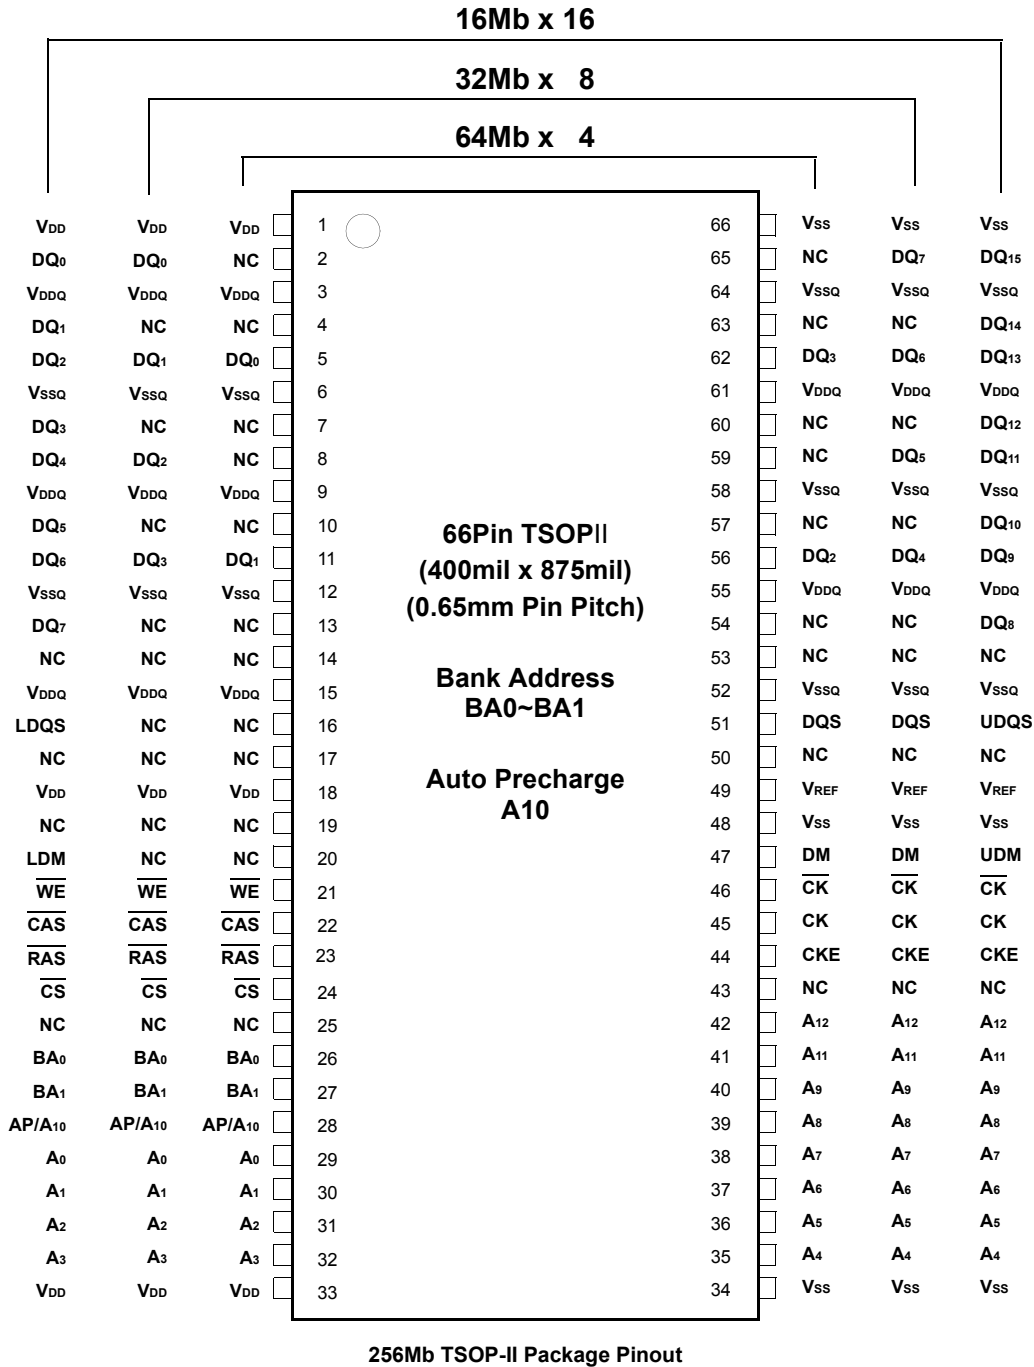 16Mb x 16
32Mb x 8
64Mb x 4
VDD VDD VDD 1 66 VSS VSS VSS
DQ0 DQ0 NC 2 65 NC DQ7 DQ15
VDDQ VDDQ VDDQ 3 64 VSSQ VSSQ VSSQ
DQ1 NC NC 4 63 NC NC DQ14
DQ2 DQ1 DQ0 5 62 DQ3 DQ6 DQ13
VSSQ VSSQ VSSQ 6 61 VDDQ VDDQ VDDQ
DQ3 NC NC 7 60 NC NC DQ12
DQ4 DQ2 NC 8 59 NC DQ5 DQ11
VDDQ VDDQ VDDQ 9 58 VSSQ VSSQ VSSQ
DQ5 NC NC 10 57 NC NC DQ10
DQ6 DQ3 DQ1 11 56 DQ2 DQ4 DQ9
VSSQ VSSQ VSSQ 12 55 VDDQ VDDQ VDDQ
DQ7 NC NC 13 54 NC NC DQ8
NC NC NC 14 53 NC NC NC
VDDQ VDDQ VDDQ 15 52 VSSQ VSSQ VSSQ
LDQS NC NC 16 51 DQS DQS UDQS
NC NC NC 17 50 NC NC NC
VDD VDD VDD 18 49 VREF VREF VREF
NC NC NC 19 48 VSS VSS VSS
LDM NC NC 20 47 DM DM UDM
WE WE WE 21 46 CK CK CK
CAS CAS CAS 22 45 CK CK CK
RAS RAS RAS 23 44 CKE CKE CKE
CS CS CS 24 43 NC NC NC
NC NC NC 25 42 A12 A12 A12
BA0 BA0 BA0 26 41 A11 A11 A11
BA1 BA1 BA1 27 40 A9 A9 A9
AP/A10 AP/A10 AP/A10 28 39 A8 A8 A8
A0 A0 A0 29 38 A7 A7 A7
A1 A1 A1 30 37 A6 A6 A6
A2 A2 A2 31 36 A5 A5 A5
A3 A3 A3 32 35 A4 A4 A4
VDD VDD VDD 33 34 VSS VSS VSS
66Pin TSOPII
(400mil x 875mil)
(0.65mm Pin Pitch)
Bank Address
BA0~BA1
Auto Precharge
A10
256Mb TSOP-II Package Pinout